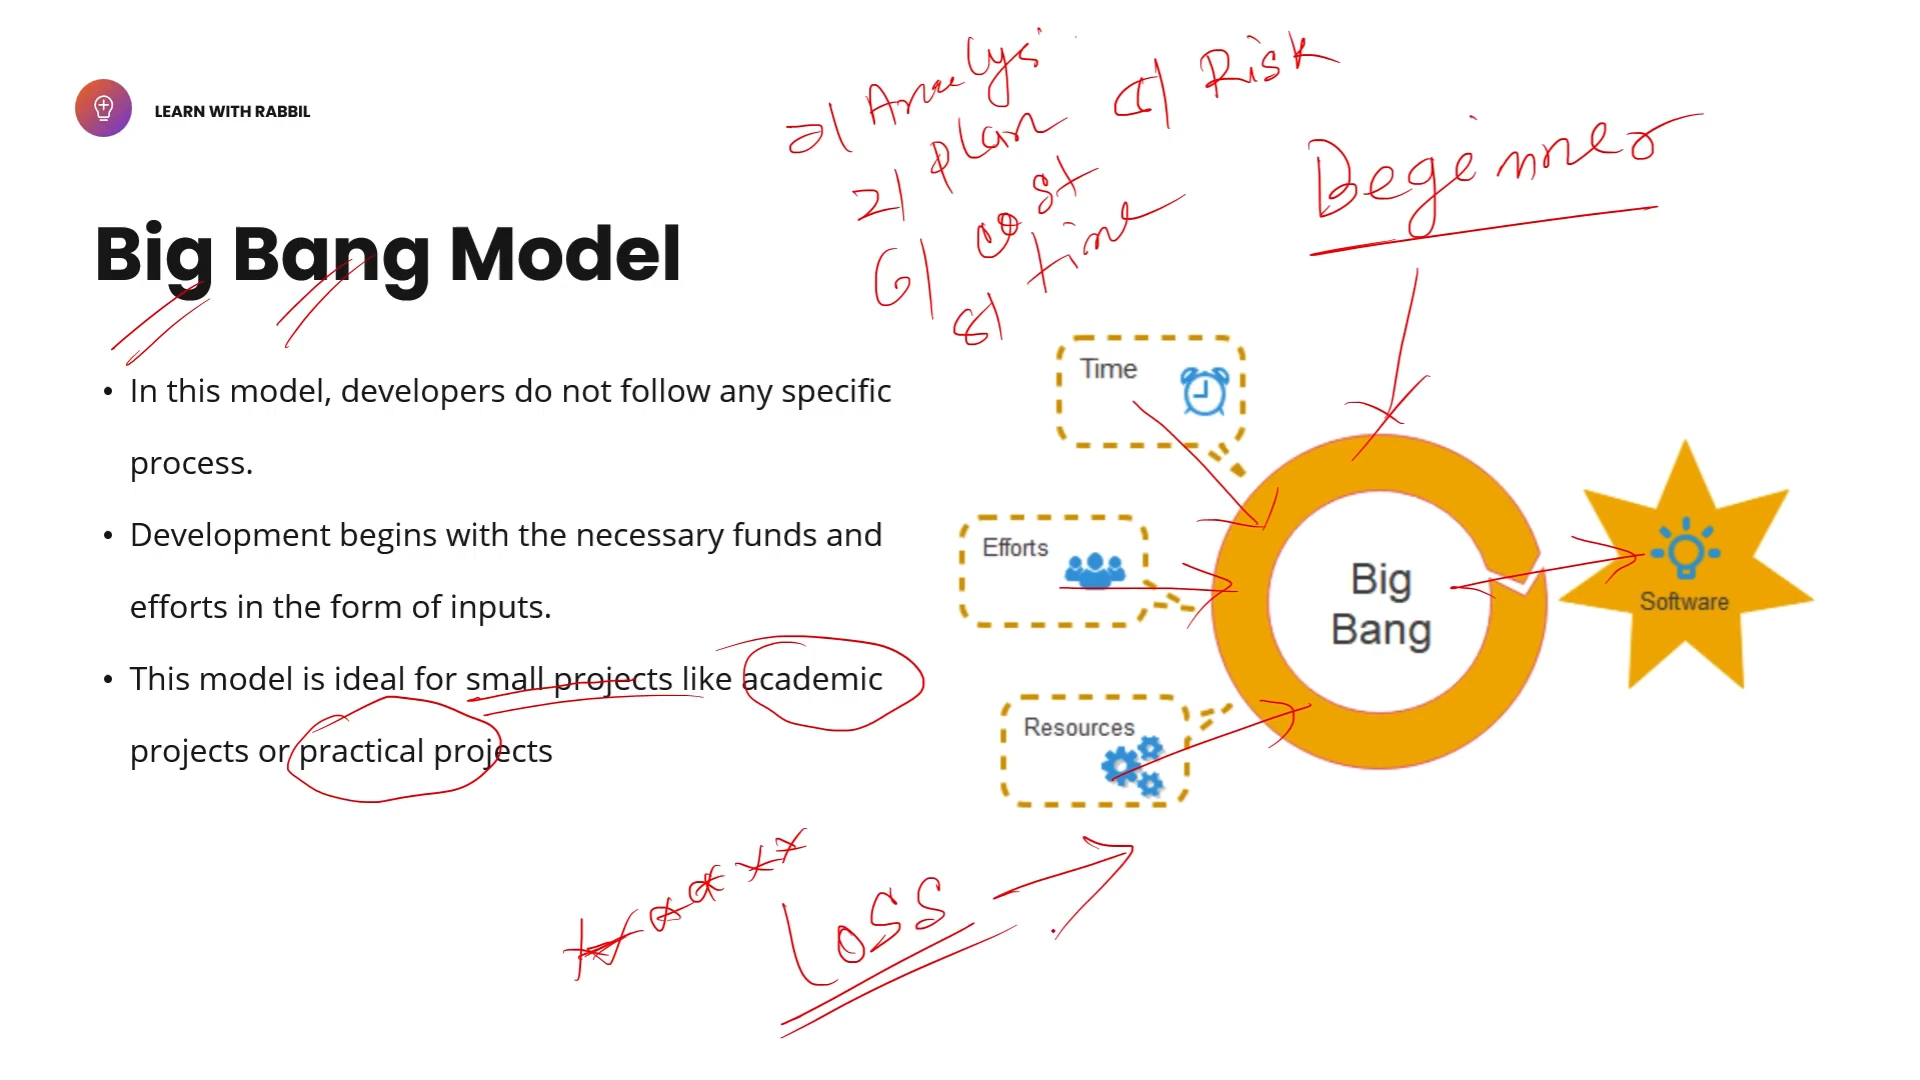 LEARN WITH RABBIL
Big Bang Model
• In this model, developers do not follow any specific
process.
• Development begins with the necessary funds and
efforts in the form of inputs.
• This model is ideal for small projects like academic
projects or practical projects
Analys
Plan
Cost
time
Risk
Beginner
Time
Efforts
Resources
Big
Bang
Software
Loss